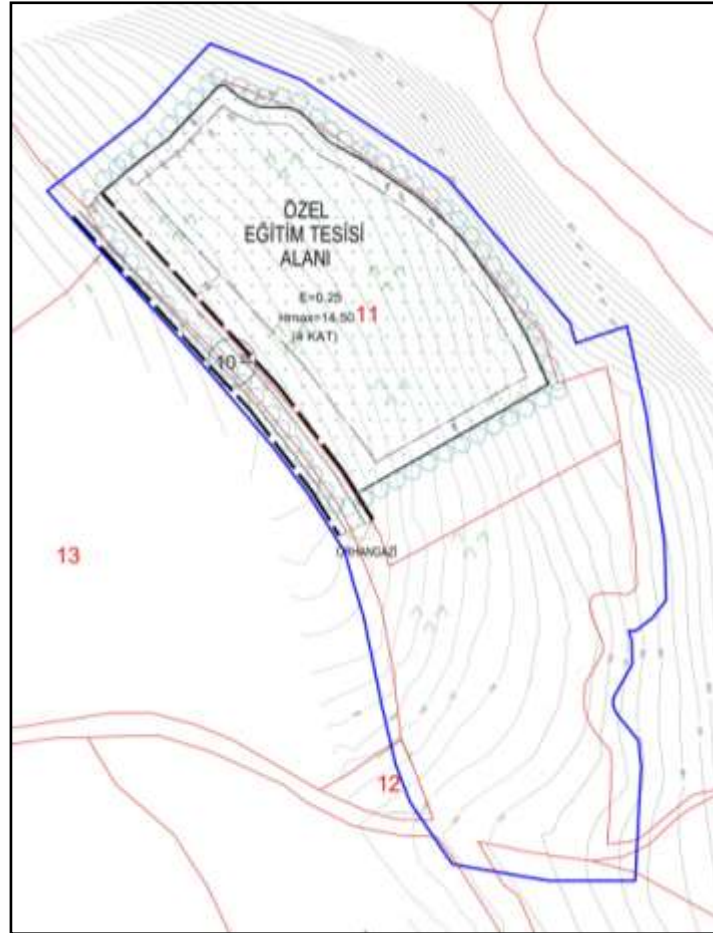 ÖZEL
EĞİTİM TESİSİ
ALANI
E=0.25
Hmax=14.50
11
(4 KAT)
10
ORHANGAZİ
13
12